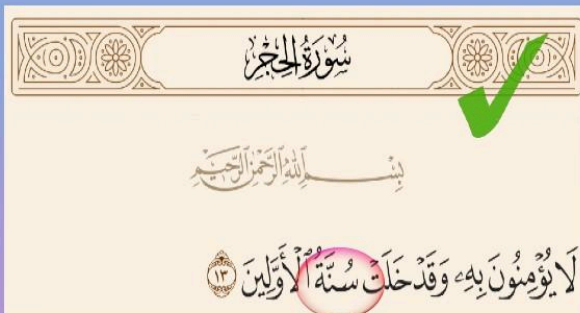 سُورَةُ الحِجْرِ
بِسْمِ ٱللَّهِ ٱلرَّحْمَٰنِ ٱلرَّحِيمِ
لَا يُؤْمِنُونَ بِهِۦ وَقَدْ خَلَتْ سُنَّةُ ٱلْأَوَّلِينَ ١٣